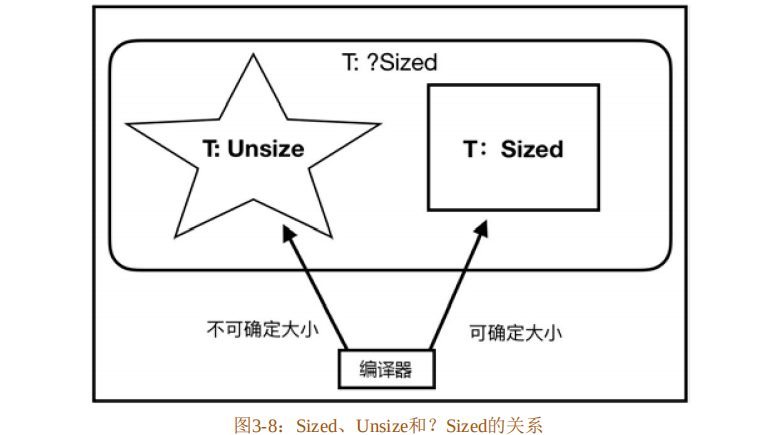 T: ?Sized
T: Unsize
T：Sized
不可确定大小
可确定大小
编译器
图3-8：Sized、Unsize和？Sized的关系